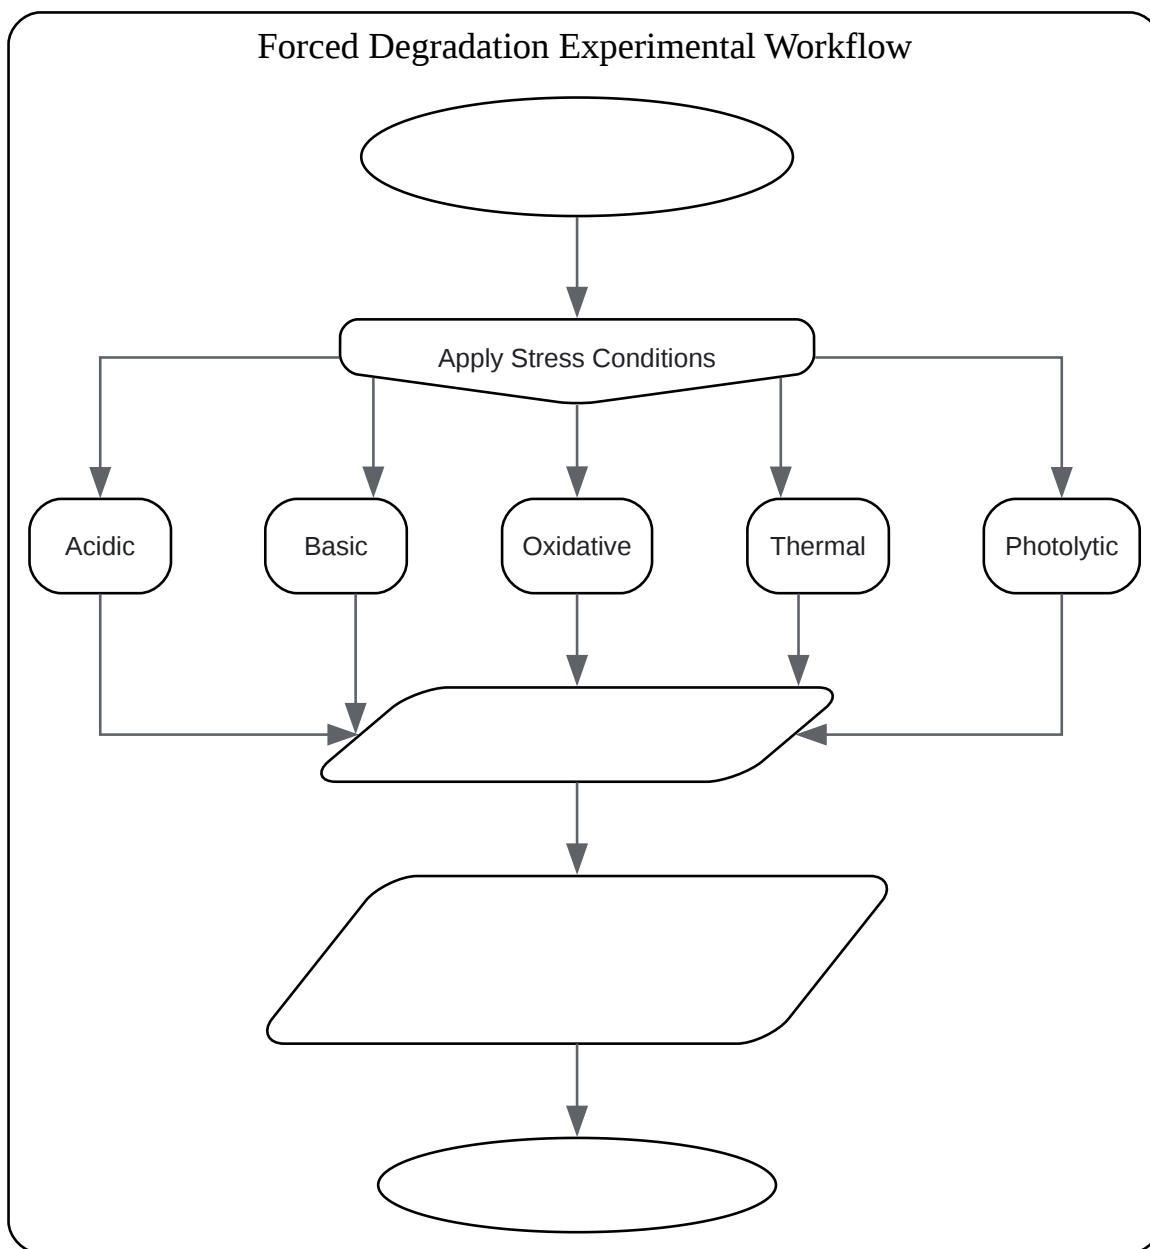 Forced Degradation Experimental Workflow
Apply Stress Conditions
Acidic
Basic
Oxidative
Thermal
Photolytic